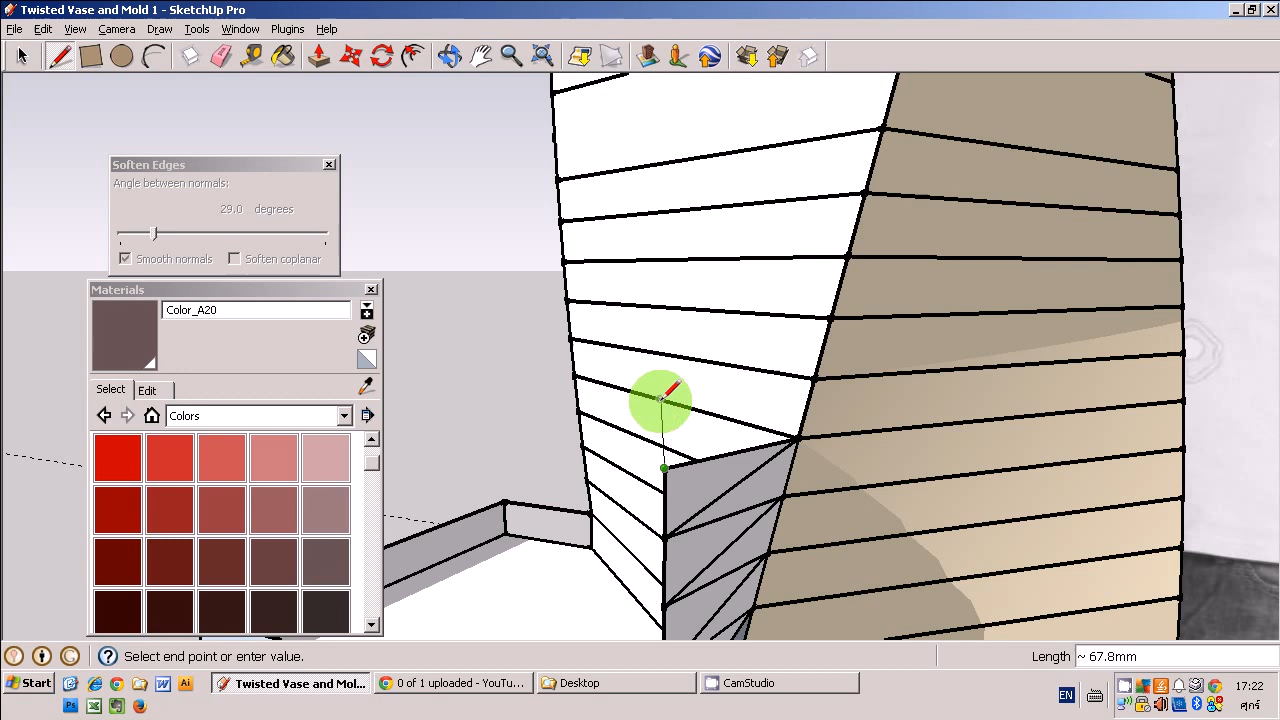 Twisted Vase and Mold 1 - SketchUp Pro
File Edit View Camera Draw Tools Window Plugins Help
Soften Edges
Angle between normals:
29.0 degrees
Smooth normals Soften coplanar
Materials
Color_A20
Select Edit
Colors
Select end point or enter value.
Length ~ 67.8mm
Start Twisted Vase and Mol... 0 of 1 uploaded - YouTu... Desktop CamStudio EN 17:22
ศุกร์